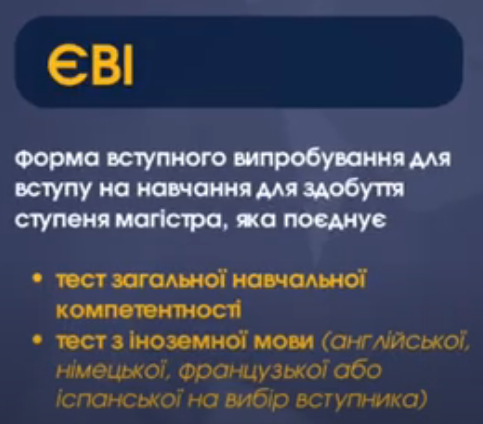 ЄВІ
форма вступного випробування для
вступу на навчання для здобуття
ступеня магістра, яка поєднує
• тест загальної навчальної
компетентності
• тест з іноземної мови (англійської,
німецької, французької або
іспанської на вибір вступника)